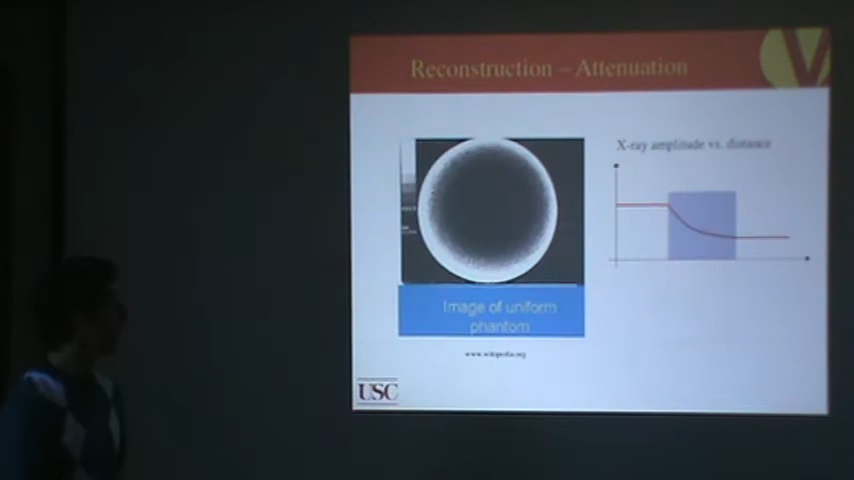 Reconstruction – Attenuation
X-ray amplitude vs. distance
Image of uniform
phantom
www.wikipedia.org
USC